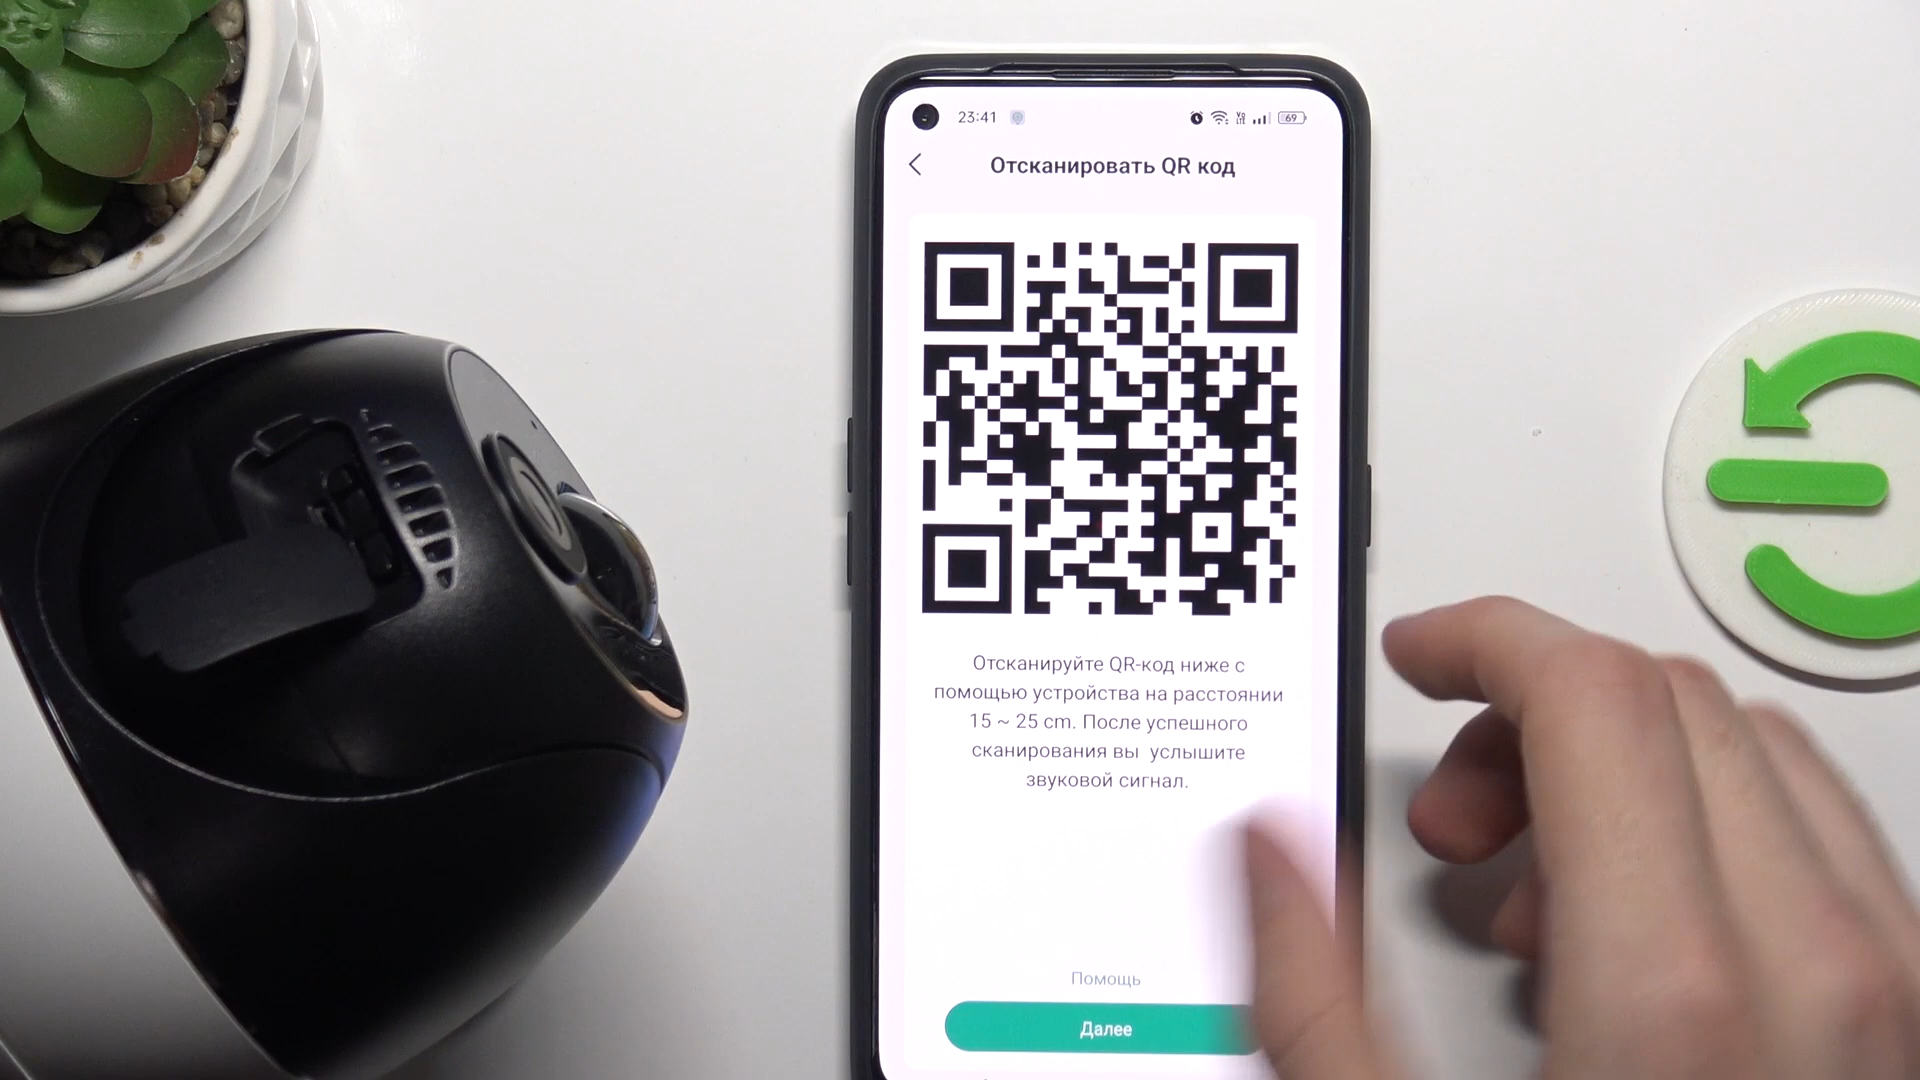 23:41
69
Отсканировать QR код
Отсканируйте QR-код ниже с
помощью устройства на расстоянии
15 ~ 25 cm. После успешного
сканирования вы услышите
звуковой сигнал.
Помощь
Далее